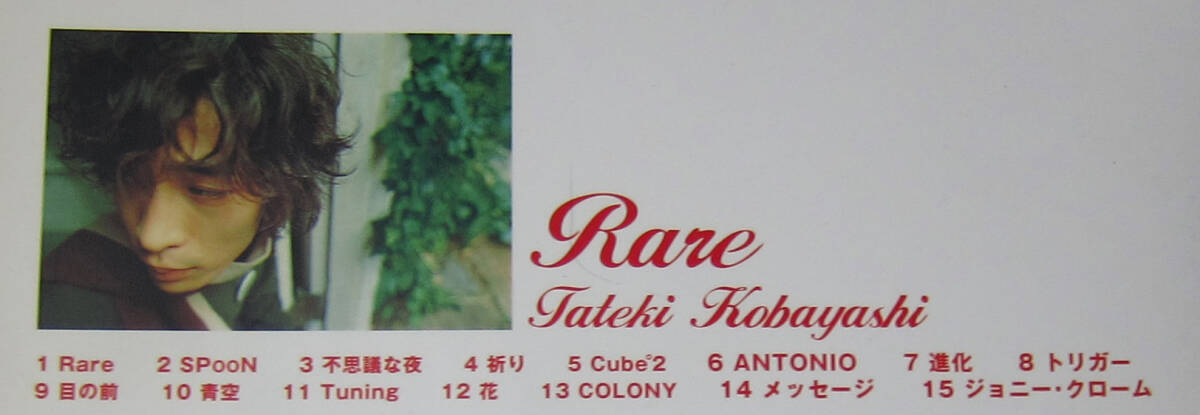 Rare
Tateki Kobayashi
1 Rare 2 SPooN 3 不思議な夜 4 祈り 5 Cube°2 6 ANTONIO 7 進化 8 トリガー
9 目の前 10 青空 11 Tuning 12 花 13 COLONY 14 メッセージ 15 ジョニー・クローム